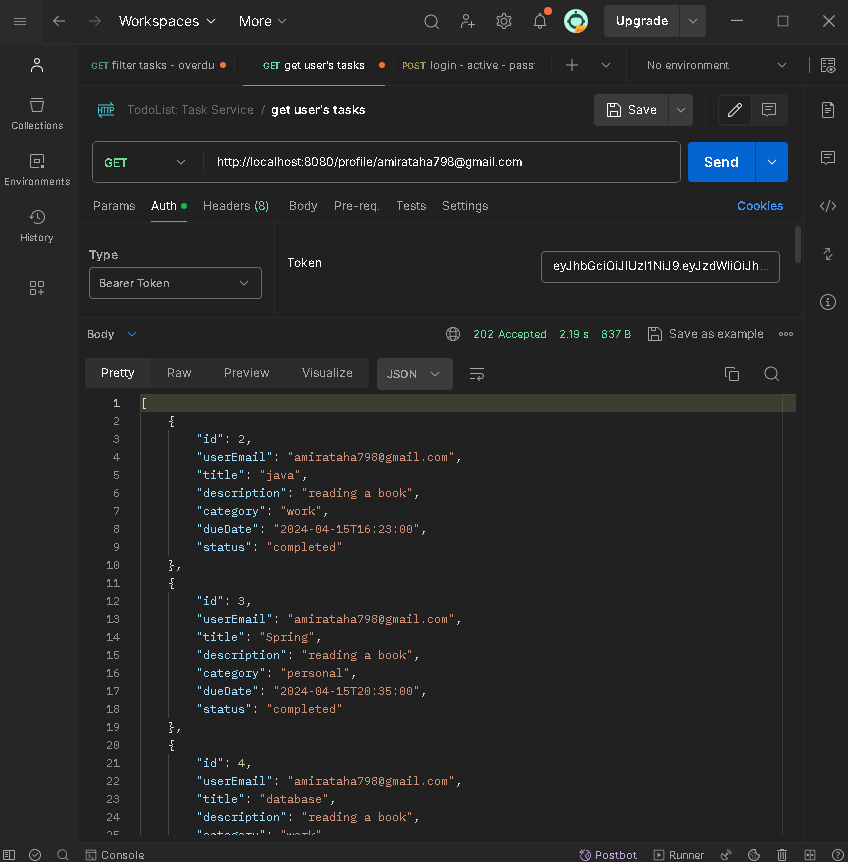 Workspaces More Upgrade
GET filter tasks - overdu GET get user's tasks POST login - active - pass No environment
Collections
Environments
History
HTTP TodoList: Task Service / get user's tasks Save
GET http://localhost:8080/profile/amirataha798@gmail.com Send
Params Auth Headers (8) Body Pre-req. Tests Settings Cookies
Type
Bearer Token
Token
Body 202 Accepted 2.19 s 837 B Save as example
Pretty Raw Preview Visualize JSON
1 [
2 {
3 "id": 2,
4 "userEmail": "amirataha798@gmail.com",
5 "title": "java",
6 "description": "reading a book",
7 "category": "work",
8 "dueDate": "2024-04-15T16:23:00",
9 "status": "completed"
10 },
11 {
12 "id": 3,
13 "userEmail": "amirataha798@gmail.com",
14 "title": "Spring",
15 "description": "reading a book",
16 "category": "personal",
17 "dueDate": "2024-04-15T20:35:00",
18 "status": "completed"
19 },
20 {
21 "id": 4,
22 "userEmail": "amirataha798@gmail.com",
23 "title": "database",
24 "description": "reading a book",
25 "category": "work"
Console Postbot Runner